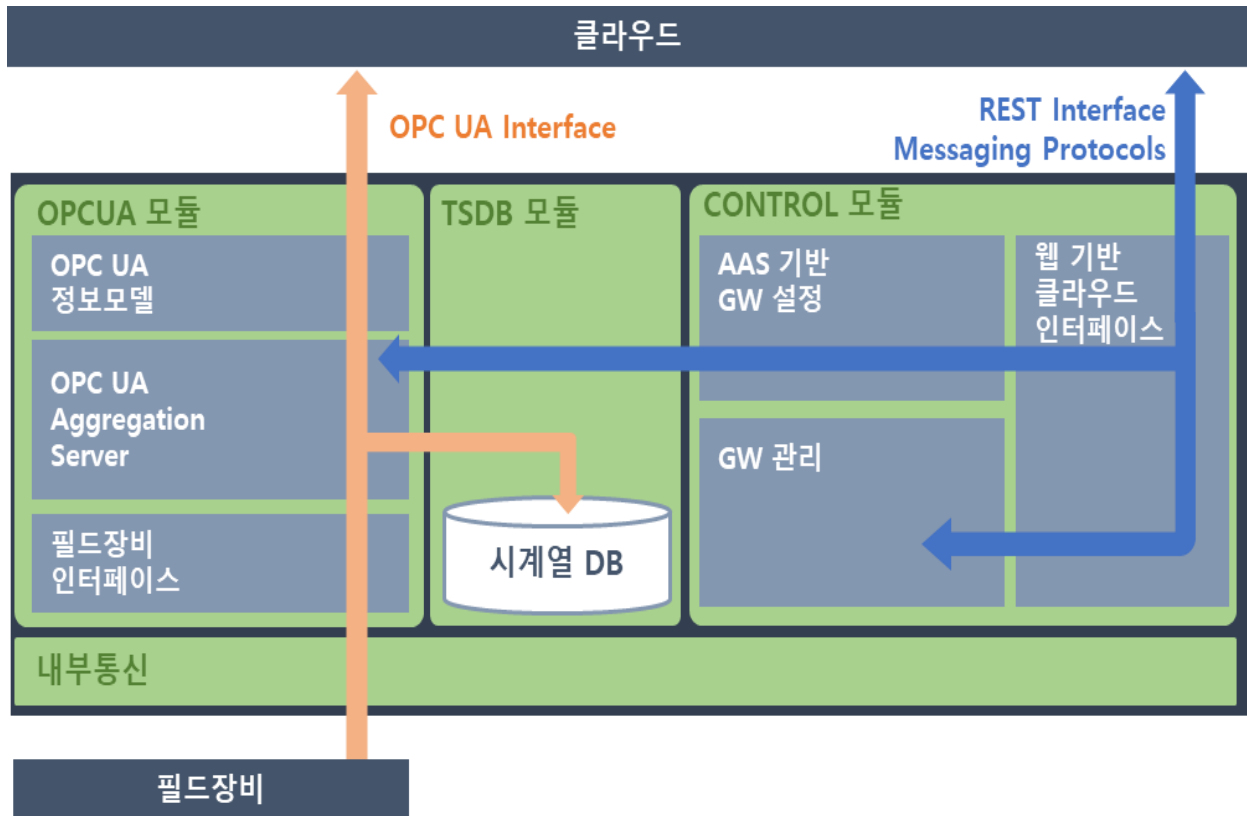 클라우드
OPC UA Interface
REST Interface
Messaging Protocols
OPCUA 모듈
OPC UA
정보모델
OPC UA
Aggregation
Server
필드장비
인터페이스
TSDB 모듈
시계열 DB
CONTROL 모듈
AAS 기반
GW 설정
GW 관리
웹 기반
클라우드
인터페이스
내부통신
필드장비